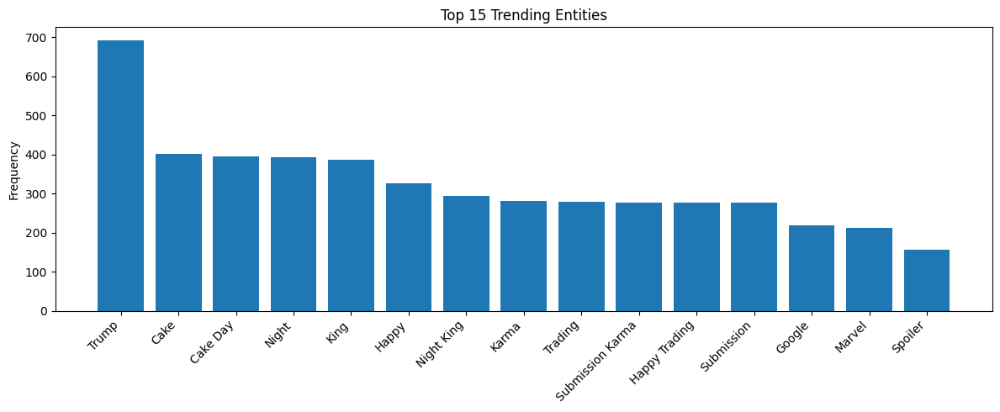 Top 15 Trending Entities
Frequency
700
600
500
400
300
200
100
0
Trump
Cake
Cake Day
Night
King
Happy
Night King
Karma
Trading
Submission Karma
Happy Trading
Submission
Google
Marvel
Spoiler